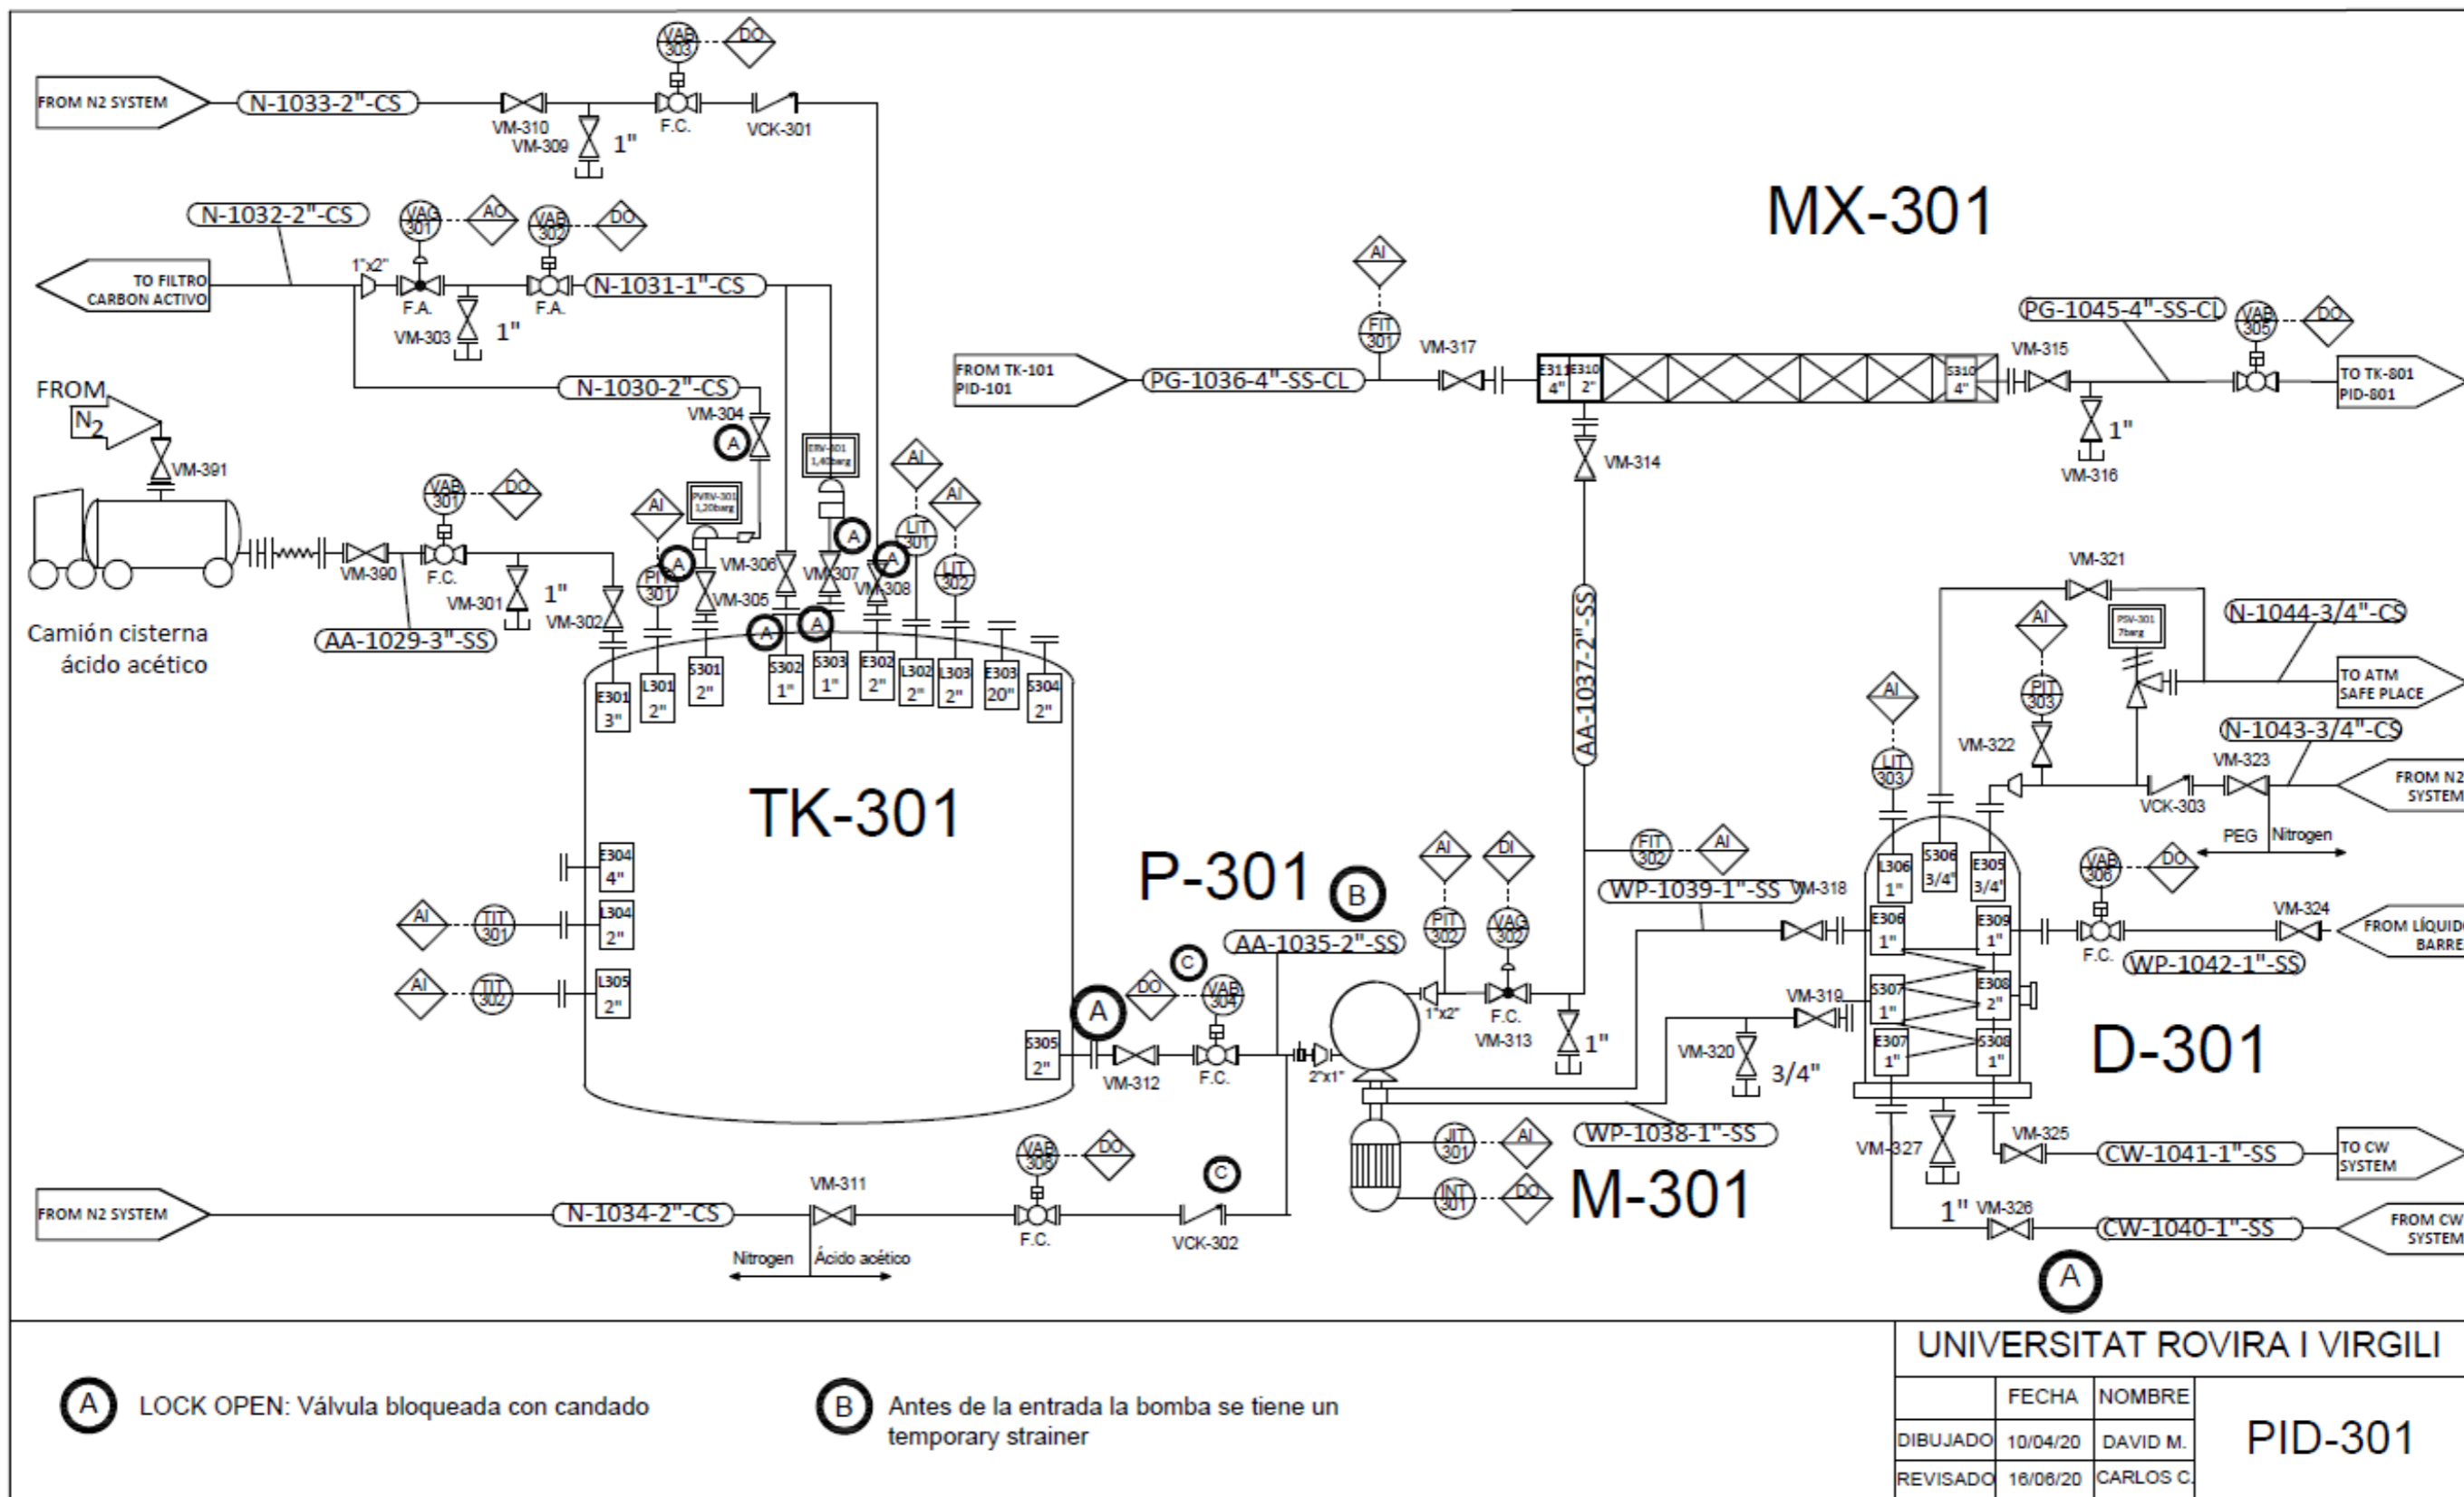 VAB
303
DO
FROM N2 SYSTEM
N-1033-2"-CS
VM-310
VM-309
1"
F.C.
VCK-301
N-1032-2"-CS
VAG
301
AO
VAB
302
DO
TO FILTRO
CARBON ACTIVO
1"x2"
F.A.
F.A.
N-1031-1"-CS
VM-303
1"
MX-301
AI
FIT
301
VM-317
FROM TK-101
PID-101
PG-1036-4"-SS-CL
E311
4"
E310
2"
S310
4"
VM-315
PG-1045-4"-SS-CL
VAB
305
DO
TO TK-801
PID-801
1"
VM-316
VM-314
FROM
N2
VM-391
N-1030-2"-CS
VM-304
A
1,40barg
PVRV-301
1,20barg
AI
AI
AI
VAB
301
DO
VM-390
F.C.
VM-301
1"
VM-302
AA-1029-3"-SS
Camión cisterna
ácido acético
PIT
301
A
VM-305
VM-306
VM-307
A
VM-308
A
LIT
301
LIT
302
A
A
E301
3"
L301
2"
S301
2"
S302
1"
S303
1"
E302
2"
L302
2"
L303
2"
E303
20"
S304
2"
TK-301
E304
4"
AI
TIT
301
L304
2"
AI
TIT
302
L305
2"
S305
2"
A
VM-312
DO
C
VAB
304
F.C.
AA-1035-2"-SS
P-301
B
2"x1"
AI
PIT
302
DI
VAG
302
1"x2"
F.C.
VM-313
1"
AA-1037-2"-SS
FIT
302
AI
WP-1039-1"-SS
VM-318
VM-319
VM-320
3/4"
WP-1038-1"-SS
JIT
301
AI
INT
301
DO
M-301
VM-321
AI
PSV-301
7barg
N-1044-3/4"-CS
TO ATM
SAFE PLACE
PIT
303
N-1043-3/4"-CS
VM-322
VM-323
AI
LIT
303
VCK-303
FROM N2
SYSTEM
PEG
Nitrogen
L306
1"
S306
3/4"
E305
3/4"
VAB
306
DO
E306
1"
E309
1"
VM-324
F.C.
WP-1042-1"-SS
FROM LÍQUIDO
BARRE
S307
1"
E308
2"
E307
1"
S308
1"
D-301
VM-327
VM-325
CW-1041-1"-SS
TO CW
SYSTEM
1"
VM-326
CW-1040-1"-SS
FROM CW
SYSTEM
A
FROM N2 SYSTEM
N-1034-2"-CS
VM-311
Nitrogen
Ácido acético
VAB
306
DO
F.C.
C
VCK-302
A
LOCK OPEN: Válvula bloqueada con candado
B
Antes de la entrada la bomba se tiene un
temporary strainer
UNIVERSITAT ROVIRA I VIRGILI
FECHA
NOMBRE
DIBUJADO
10/04/20
DAVID M.
REVISADO
16/06/20
CARLOS C.
PID-301